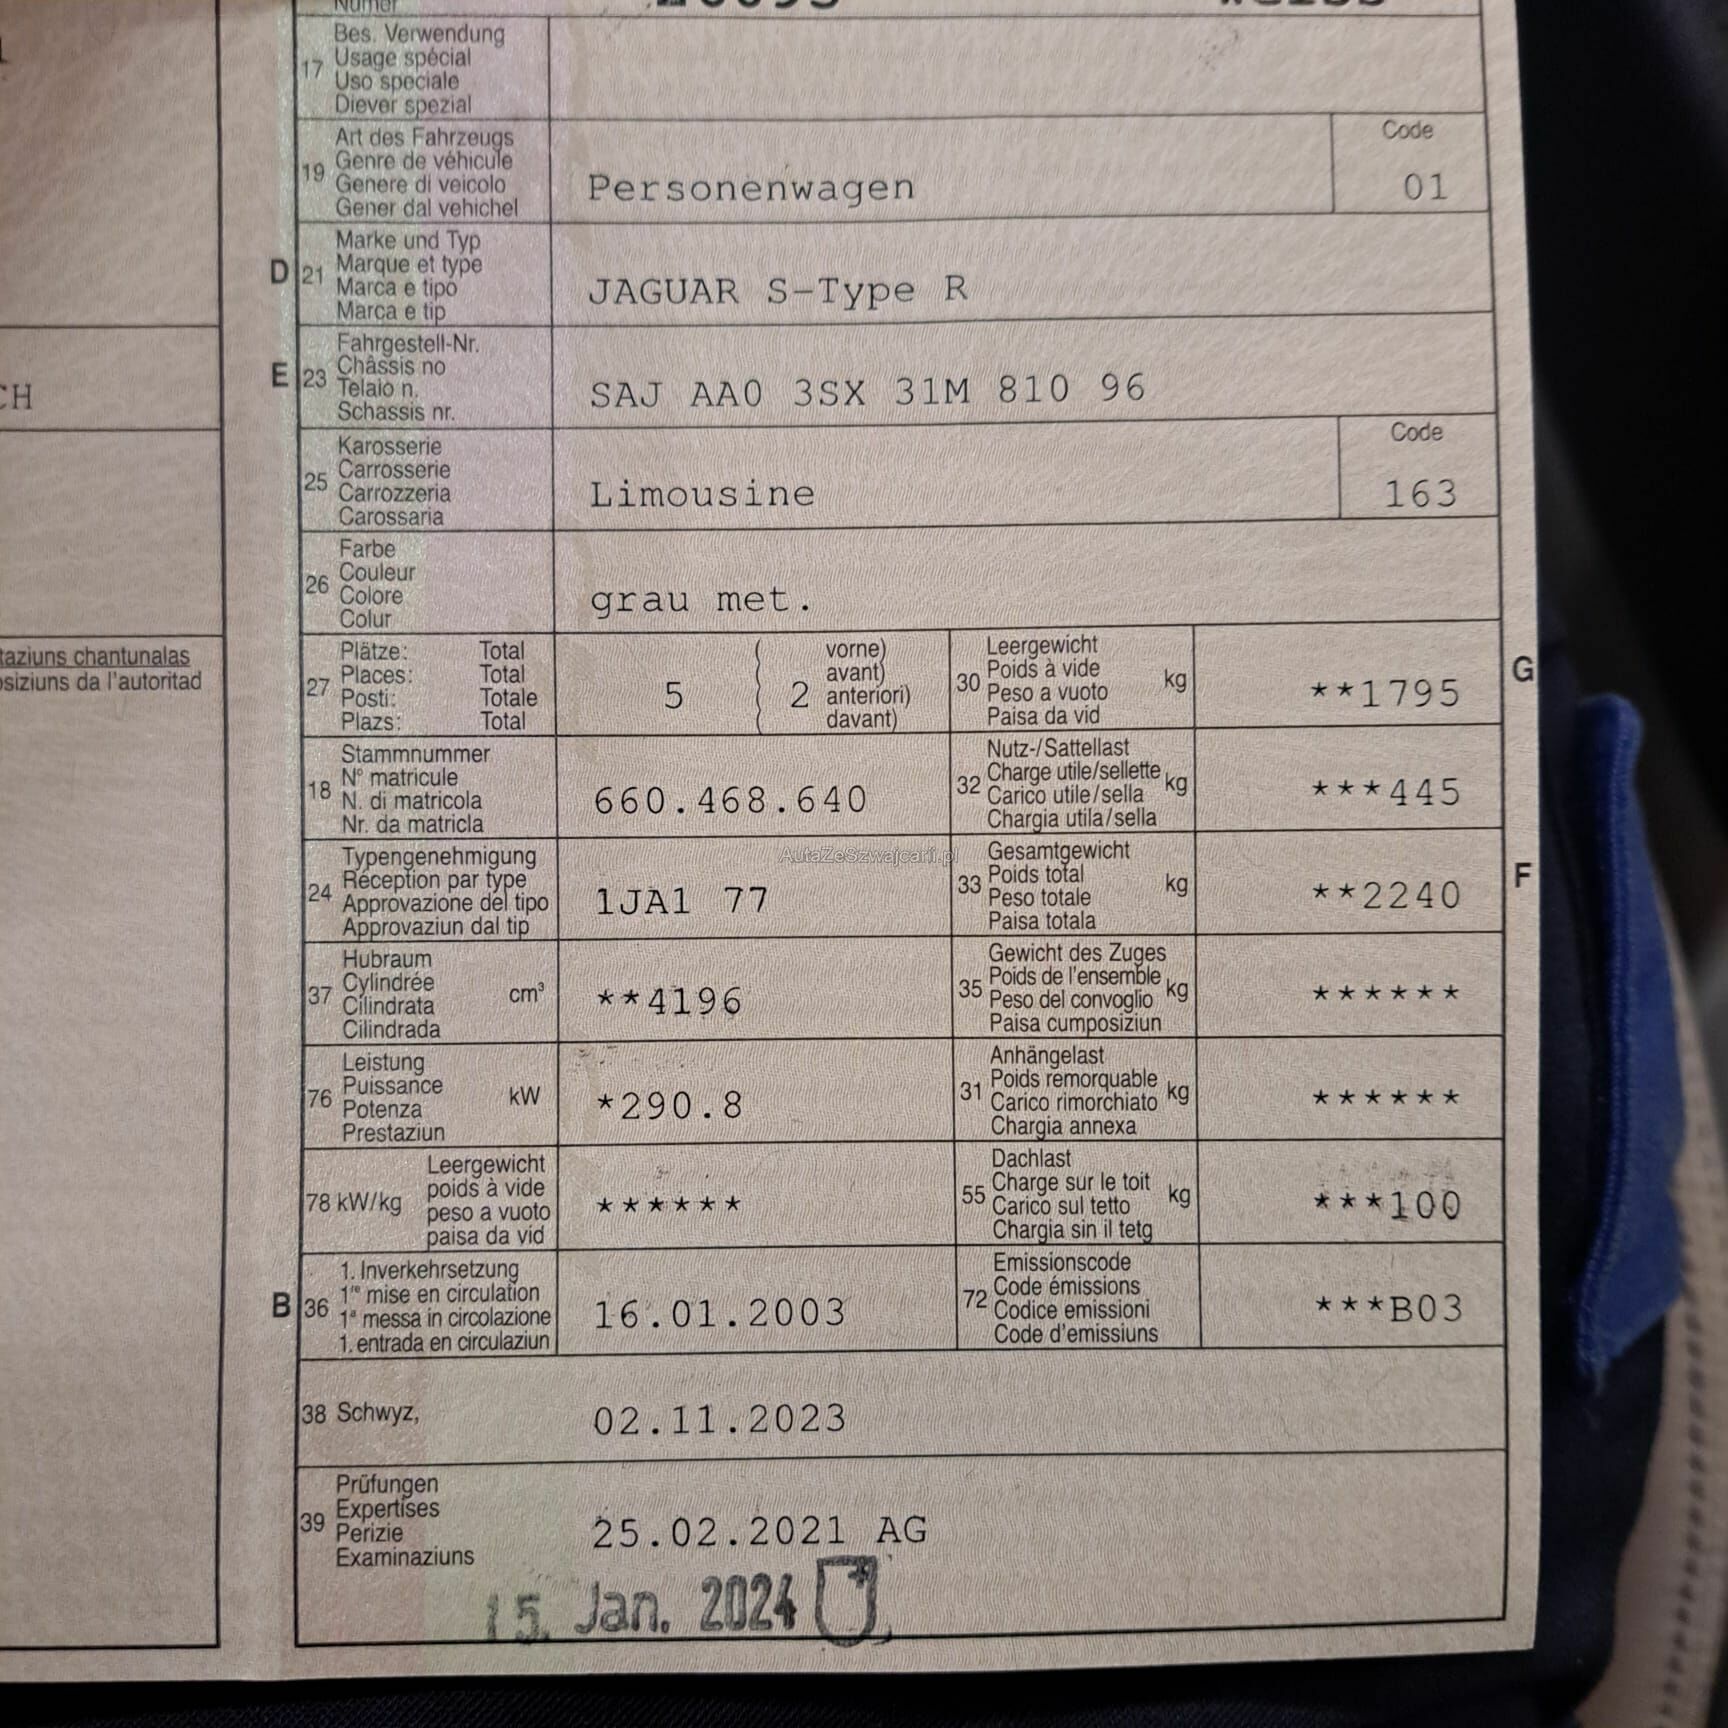 Numer
weiss
17 Bes. Verwendung
Usage spécial
Uso speciale
Diever spezial
19 Art des Fahrzeugs
Genre de véhicule
Genere di veicolo
Gener dal vehichel
Personenwagen
Code
01
D 21 Marke und Typ
Marque et type
Marca e tipo
Marca e tip
JAGUAR S-Type R
E 23 Fahrgestell-Nr.
Châssis no
Telaio n.
Schassis nr.
SAJ AA0 3SX 31M 810 96
CH
25 Karosserie
Carrosserie
Carrozzeria
Carossaria
Limousine
Code
163
26 Farbe
Couleur
Colore
Colur
grau met.
taziuns chantunalas
osiziuns da l'autoritad
27 Plätze: Total
Places: Total
Posti: Totale
Plazs: Total
5 ( 2 vorne)
avant)
anteriori)
davant)
30 Leergewicht
Poids à vide kg
Peso a vuoto
Paisa da vid
**1795
G
18 Stammnummer
N° matricule
N. di matricola
Nr. da matricla
660.468.640
32 Nutz-/Sattellast
Charge utile/sellette kg
Carico utile/sella
Chargia utila/sella
***445
24 Typengenehmigung
Réception par type
Approvazione del tipo
Approvaziun dal tip
1JA1 77
AutaZeSzwajcarii.pl
33 Gesamtgewicht
Poids total kg
Peso totale
Paisa totala
**2240
F
37 Hubraum
Cylindrée cm³
Cilindrata
Cilindrada
**4196
35 Gewicht des Zuges
Poids de l'ensemble kg
Peso del convoglio
Paisa cumposiziun
******
76 Leistung
Puissance kW
Potenza
Prestaziun
*290.8
31 Anhängelast
Poids remorquable kg
Carico rimorchiato
Chargia annexa
******
78 kW/kg Leergewicht
poids à vide
peso a vuoto
paisa da vid
******
55 Dachlast
Charge sur le toit kg
Carico sul tetto
Chargia sin il tetg
***100
B 36 1. Inverkehrsetzung
1re mise en circulation
1a messa in circolazione
1. entrada en circulaziun
16.01.2003
72 Emissionscode
Code émissions
Codice emissioni
Code d'emissiuns
***B03
38 Schwyz,
02.11.2023
39 Prüfungen
Expertises
Perizie
Examinaziuns
25.02.2021 AG
15. Jan. 2024